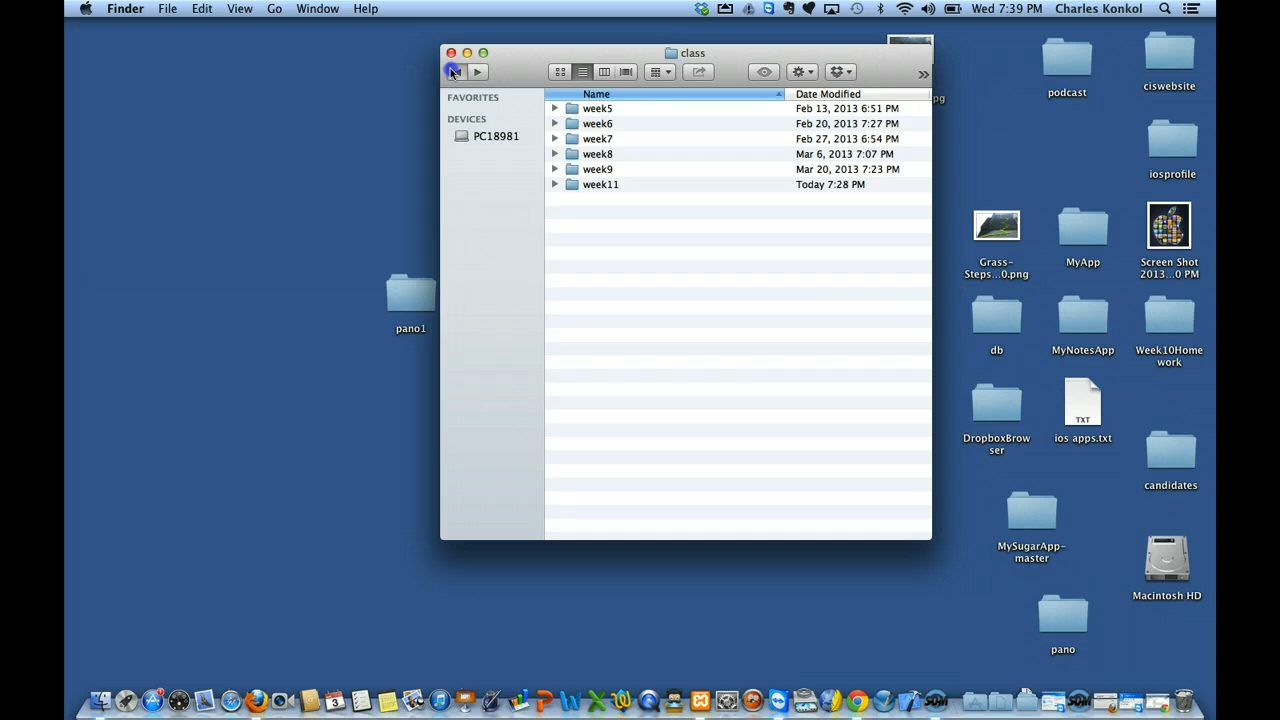 Finder File Edit View Go Window Help Wed 7:39 PM Charles Konkol
class
FAVORITES
DEVICES
PC18981
Name Date Modified
week5 Feb 13, 2013 6:51 PM
week6 Feb 20, 2013 7:27 PM
week7 Feb 27, 2013 6:54 PM
week8 Mar 6, 2013 7:07 PM
week9 Mar 20, 2013 7:23 PM
week11 Today 7:28 PM
pano1
pg
podcast
ciswebsite
iosprofile
Grass-
Steps...0.png
MyApp
Screen Shot
2013...0 PM
db
MyNotesApp
Week10Home
work
DropboxBrow
ser
TXT
ios apps.txt
candidates
MySugarApp-
master
Macintosh HD
pano
3